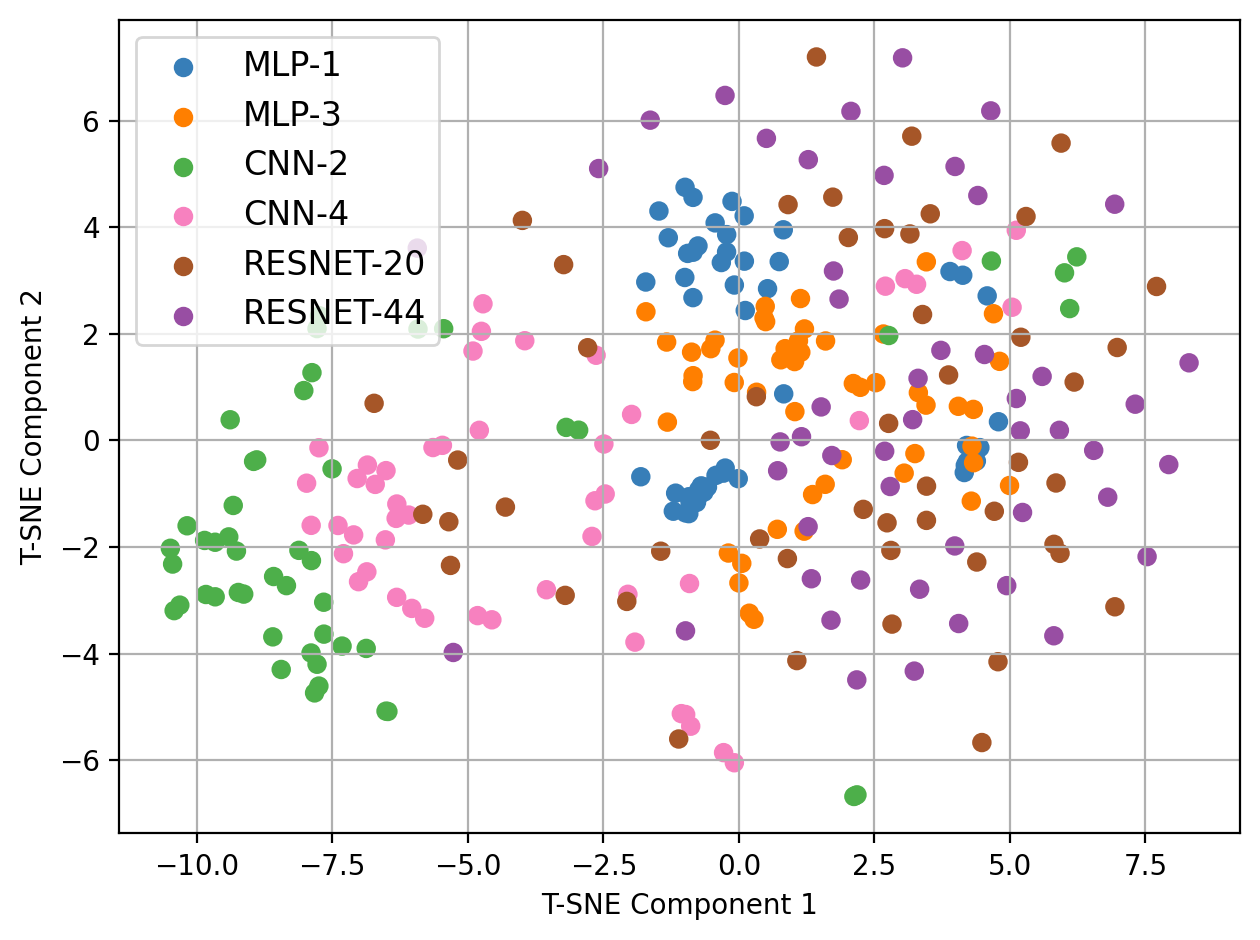 MLP-1
MLP-3
CNN-2
CNN-4
RESNET-20
RESNET-44
6
4
2
0
−2
−4
−6
T-SNE Component 2
−10.0 −7.5 −5.0 −2.5 0.0 2.5 5.0 7.5
T-SNE Component 1